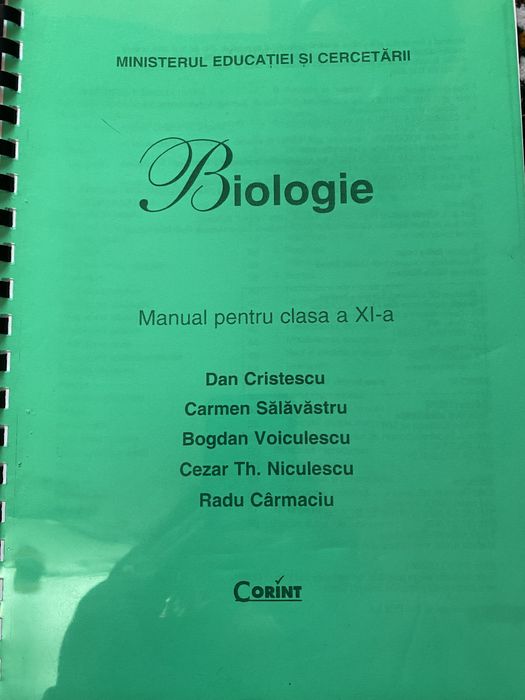 MINISTERUL EDUCAȚIEI ȘI CERCETĂRII
Biologie
Manual pentru clasa a XI-a
Dan Cristescu
Carmen Sălăvăstru
Bogdan Voiculescu
Cezar Th. Niculescu
Radu Cârmaciu
CORINT